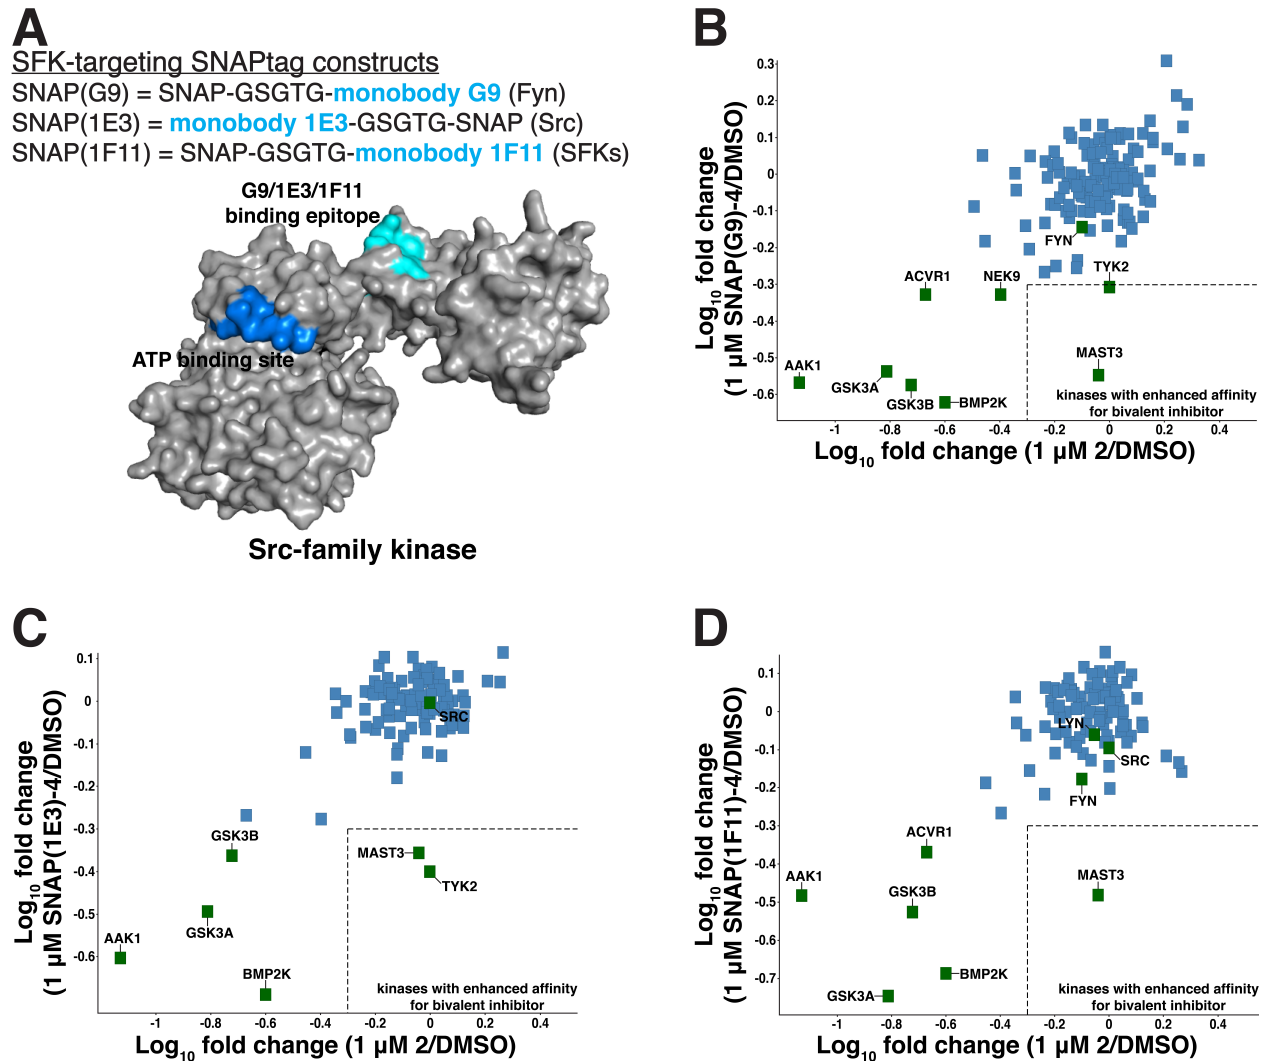 A
SFK-targeting SNAPtag constructs
SNAP(G9) = SNAP-GSGTG-monobody G9 (Fyn)
SNAP(1E3) = monobody 1E3-GSGTG-SNAP (Src)
SNAP(1F11) = SNAP-GSGTG-monobody 1F11 (SFKs)
G9/1E3/1F11
binding epitope
ATP binding site
Src-family kinase
B
Log10 fold change
(1 µM SNAP(G9)-4/DMSO)
0.3
0.2
0.1
0
-0.1
-0.2
-0.3
-0.4
-0.5
-0.6
FYN
TYK2
ACVR1
NEK9
MAST3
AAK1
GSK3A
GSK3B
BMP2K
kinases with enhanced affinity
for bivalent inhibitor
-1
-0.8
-0.6
-0.4
-0.2
0
0.2
0.4
Log10 fold change (1 µM 2/DMSO)
C
Log10 fold change
(1 µM SNAP(1E3)-4/DMSO)
0.1
0
-0.1
-0.2
-0.3
-0.4
-0.5
-0.6
SRC
GSK3B
MAST3
TYK2
GSK3A
AAK1
BMP2K
kinases with enhanced affinity
for bivalent inhibitor
-1
-0.8
-0.6
-0.4
-0.2
0
0.2
0.4
Log10 fold change (1 µM 2/DMSO)
D
Log10 fold change
(1 µM SNAP(1F11)-4/DMSO)
0.1
0
-0.1
-0.2
-0.3
-0.4
-0.5
-0.6
-0.7
LYN
SRC
FYN
ACVR1
AAK1
GSK3B
MAST3
BMP2K
GSK3A
kinases with enhanced affinity
for bivalent inhibitor
-1
-0.8
-0.6
-0.4
-0.2
0
0.2
0.4
Log10 fold change (1 µM 2/DMSO)